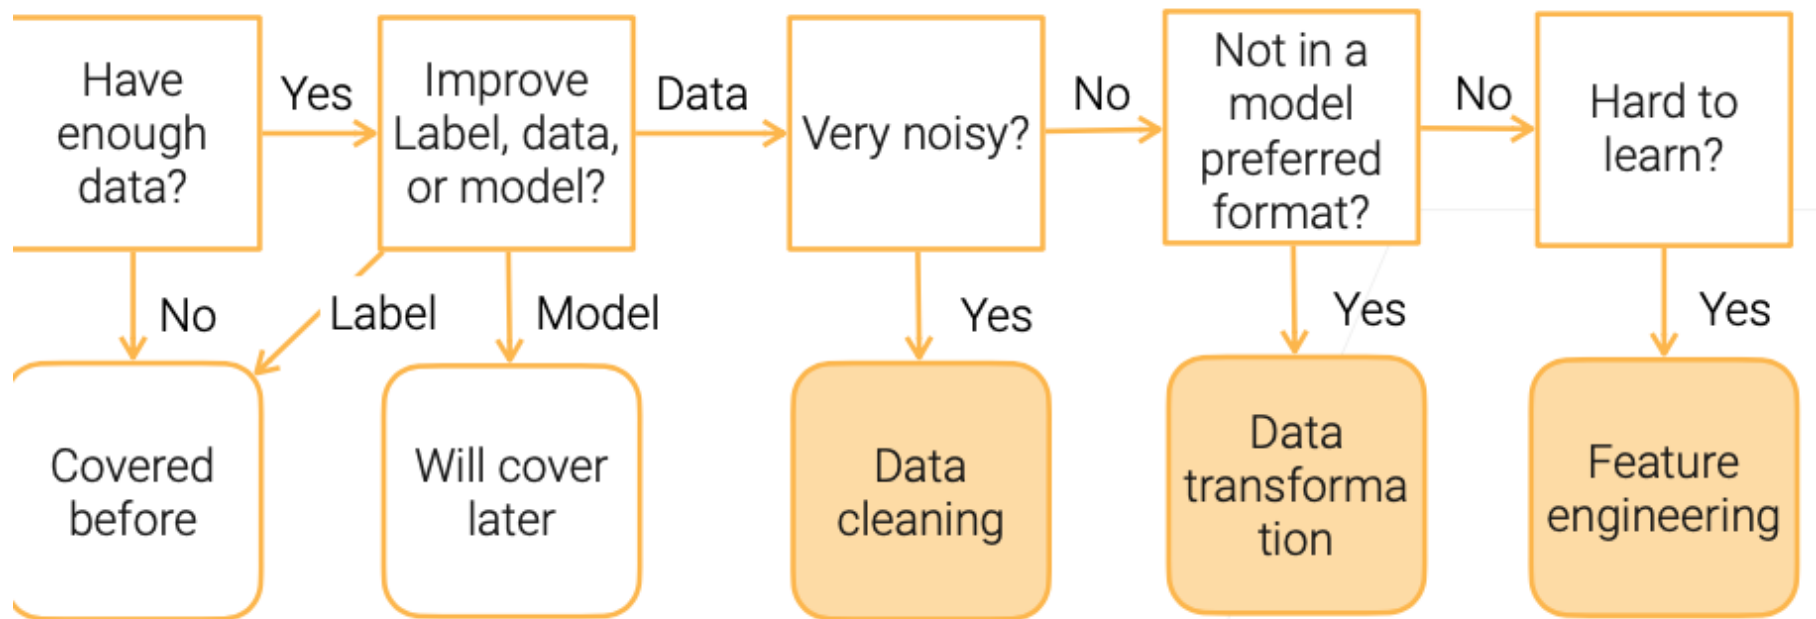 Have
enough
data?
Yes
Improve
Label, data,
or model?
Data
Very noisy?
No
Not in a
model
preferred
format?
No
Hard to
learn?
No
Label
Model
Yes
Yes
Yes
Covered
before
Will cover
later
Data
cleaning
Data
transforma
tion
Feature
engineering